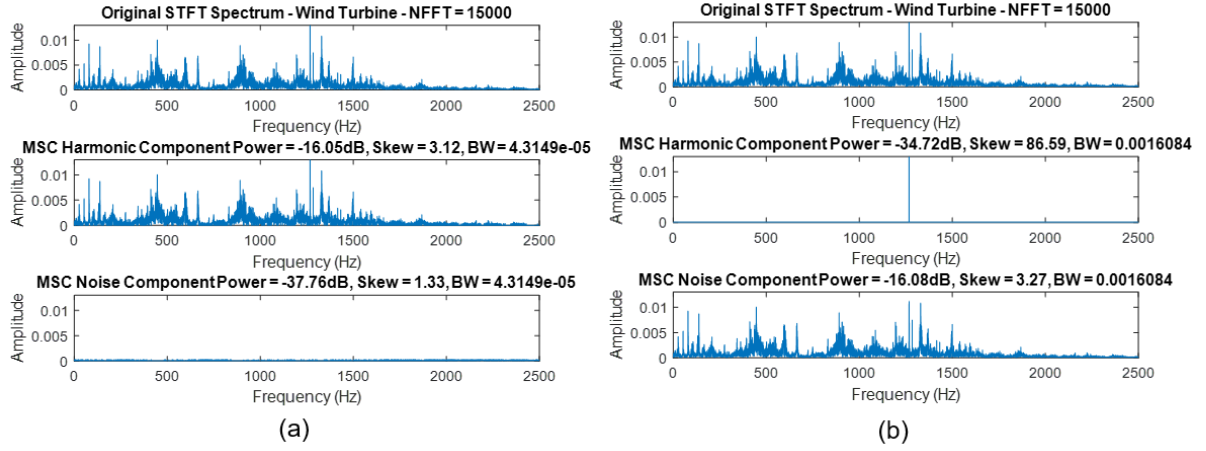 Original STFT Spectrum - Wind Turbine - NFFT = 15000
0.01
0.005
0
Amplitude
0 500 1000 1500 2000 2500
Frequency (Hz)
MSC Harmonic Component Power = -16.05dB, Skew = 3.12, BW = 4.3149e-05
0.01
0.005
0
Amplitude
0 500 1000 1500 2000 2500
Frequency (Hz)
MSC Noise Component Power = -37.76dB, Skew = 1.33, BW = 4.3149e-05
0.01
0.005
0
Amplitude
0 500 1000 1500 2000 2500
Frequency (Hz)
(a)
Original STFT Spectrum - Wind Turbine - NFFT = 15000
0.01
0.005
0
Amplitude
0 500 1000 1500 2000 2500
Frequency (Hz)
MSC Harmonic Component Power = -34.72dB, Skew = 86.59, BW = 0.0016084
0.01
0.005
0
Amplitude
0 500 1000 1500 2000 2500
Frequency (Hz)
MSC Noise Component Power = -16.08dB, Skew = 3.27, BW = 0.0016084
0.01
0.005
0
Amplitude
0 500 1000 1500 2000 2500
Frequency (Hz)
(b)